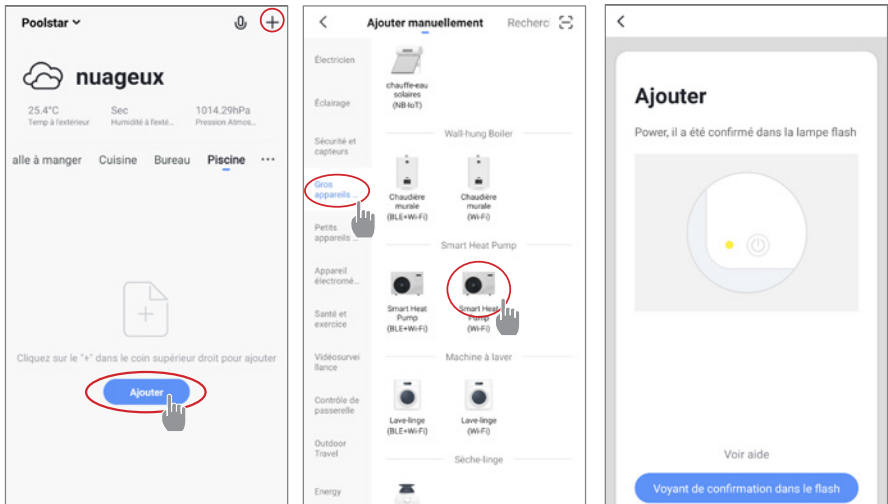 Poolstar
nuageux
25.4°C Sec 1014.29hPa
Temp à l'extérieur Humidité à l'exté... Pression Atmos...
alle à manger Cuisine Bureau Piscine ...
Cliquez sur le "+" dans le coin supérieur droit pour ajouter
Ajouter
Ajouter manuellement Recherc
Électricien
Éclairage
Sécurité et
capteurs
Gros
appareils ...
Petits
appareils ...
Appareil
électromé...
Santé et
exercice
Vidéosurvei
llance
Contrôle de
passerelle
Outdoor
Travel
Energy
chauffe-eau
solaires
(NB-IoT)
Wall-hung Boiler
Chaudière Chaudière
murale murale
(BLE+Wi-Fi) (Wi-Fi)
Smart Heat Pump
Smart Heat Smart Heat
Pump Pump
(BLE+Wi-Fi) (Wi-Fi)
Machine à laver
Lave-linge Lave-linge
(BLE+Wi-Fi) (Wi-Fi)
Sèche-linge
Ajouter
Power, il a été confirmé dans la lampe flash
Voir aide
Voyant de confirmation dans le flash